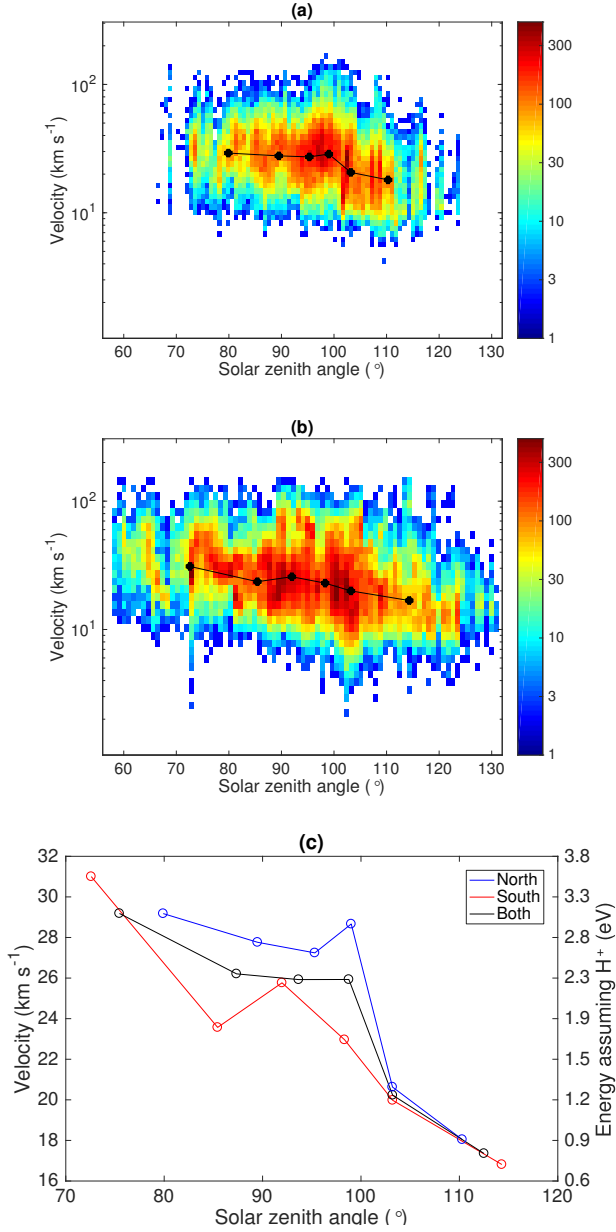 (a)
Velocity (km s⁻¹)
10²
10¹
60 70 80 90 100 110 120 130
Solar zenith angle (°)
300
100
30
10
3
1
(b)
Velocity (km s⁻¹)
10²
10¹
60 70 80 90 100 110 120 130
Solar zenith angle (°)
300
100
30
10
3
1
(c)
Velocity (km s⁻¹)
32
30
28
26
24
22
20
18
16
70 80 90 100 110 120
Solar zenith angle (°)
North
South
Both
3.8
3.3
2.8
2.3
1.9
1.5
1.2
0.9
0.6
Energy assuming H⁺ (eV)